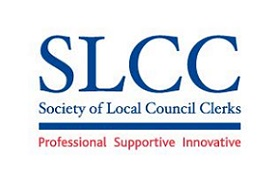 SLCC
Society of Local Council Clerks
Professional Supportive Innovative